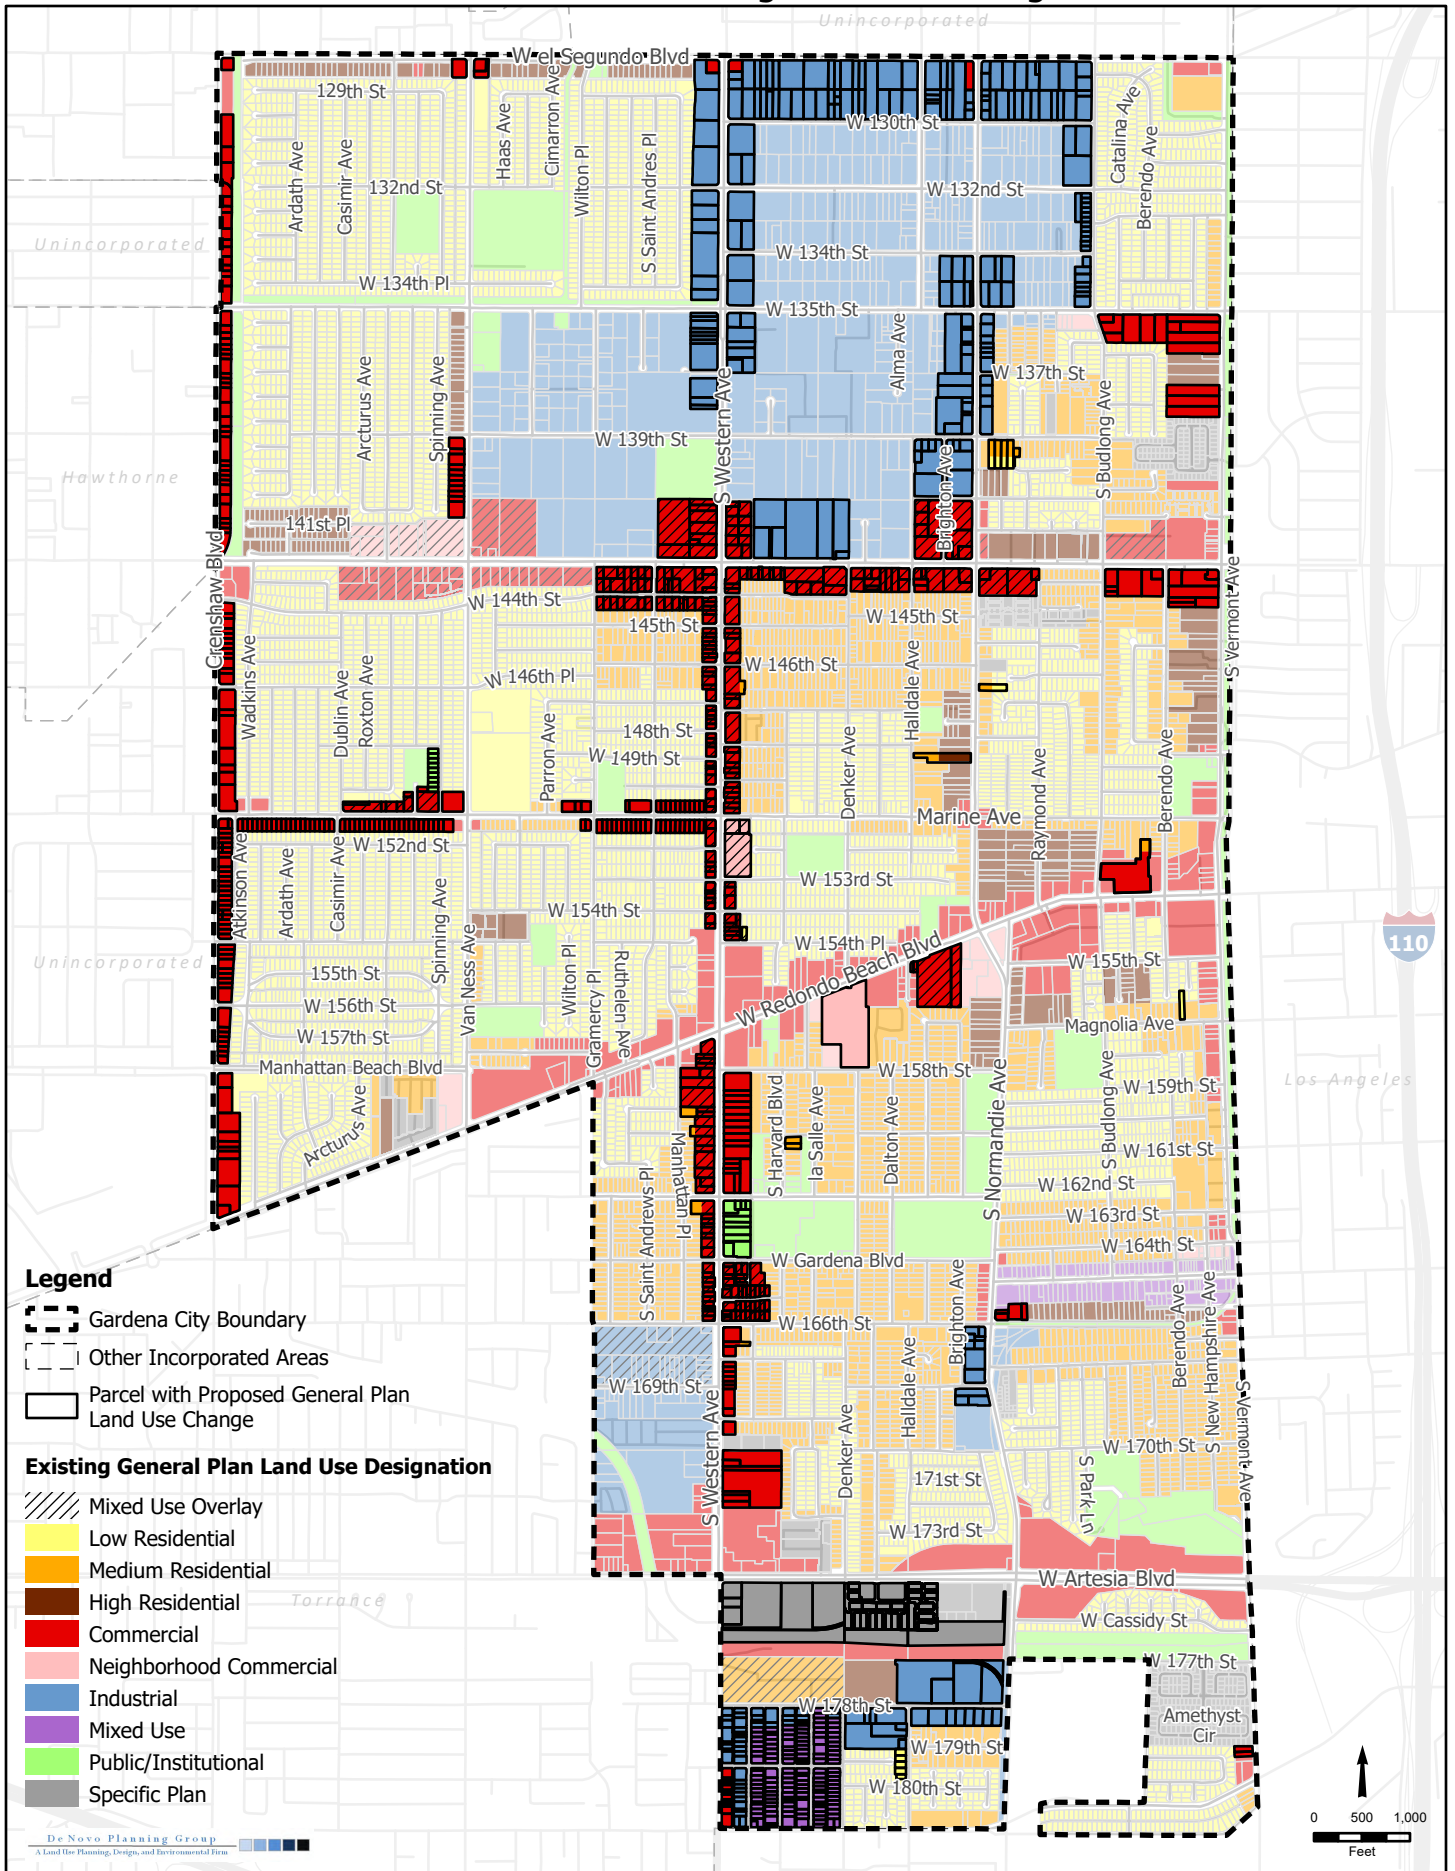 Unincorporated
W el Segundo Blvd
129th St
Ardath Ave
Casimir Ave
Haas Ave
Cimarron Ave
Wilton Pl
S Saint Andres Pl
W 130th St
Catalina Ave
Berendo Ave
132nd St
W 132nd St
Unincorporated
W 134th St
W 134th Pl
W 135th St
Arcturus Ave
Spinning Ave
S Western Ave
Alma Ave
W 137th St
S Budlong Ave
W 139th St
Hawthorne
Brighton Ave
141st Pl
Crenshaw Blvd
S Vermont Ave
W 144th St
145th St
W 145th St
Wadkins Ave
Dublin Ave
Roxton Ave
W 146th Pl
W 146th St
Halldale Ave
148th St
W 149th St
Parron Ave
Denker Ave
Raymond Ave
Berendo Ave
Marine Ave
Atkinson Ave
Ardath Ave
Casimir Ave
W 152nd St
W 153rd St
Spinning Ave
W 154th St
Van Ness Ave
W 154th Pl
110
Unincorporated
155th St
W 155th St
W 156th St
Wilton Pl
Gramercy Pl
Ruthelen Ave
W Redondo Beach Blvd
W 157th St
Magnolia Ave
Manhattan Beach Blvd
W 158th St
Los Angeles
W 159th St
Arcturus Ave
Manhattan Pl
S Harvard Blvd
la Salle Ave
Dalton Ave
S Normandie Ave
S Budlong Ave
W 161st St
S Saint Andrews Pl
W 162nd St
W 163rd St
W 164th St
W Gardena Blvd
Legend
Gardena City Boundary
Other Incorporated Areas
Parcel with Proposed General Plan
Land Use Change
Brighton Ave
Berendo Ave
S New Hampshire Ave
W 166th St
W 169th St
S Western Ave
Halldale Ave
Denker Ave
S Vermont Ave
W 170th St
Existing General Plan Land Use Designation
Mixed Use Overlay
Low Residential
Medium Residential
High Residential
Commercial
Neighborhood Commercial
Industrial
Mixed Use
Public/Institutional
Specific Plan
171st St
S Park Ln
W 173rd St
Torrance
W Artesia Blvd
W Cassidy St
W 177th St
W 178th St
Amethyst
Cir
W 179th St
W 180th St
0 500 1,000
Feet
De Novo Planning Group
A Land Use Planning, Design, and Environmental Firm